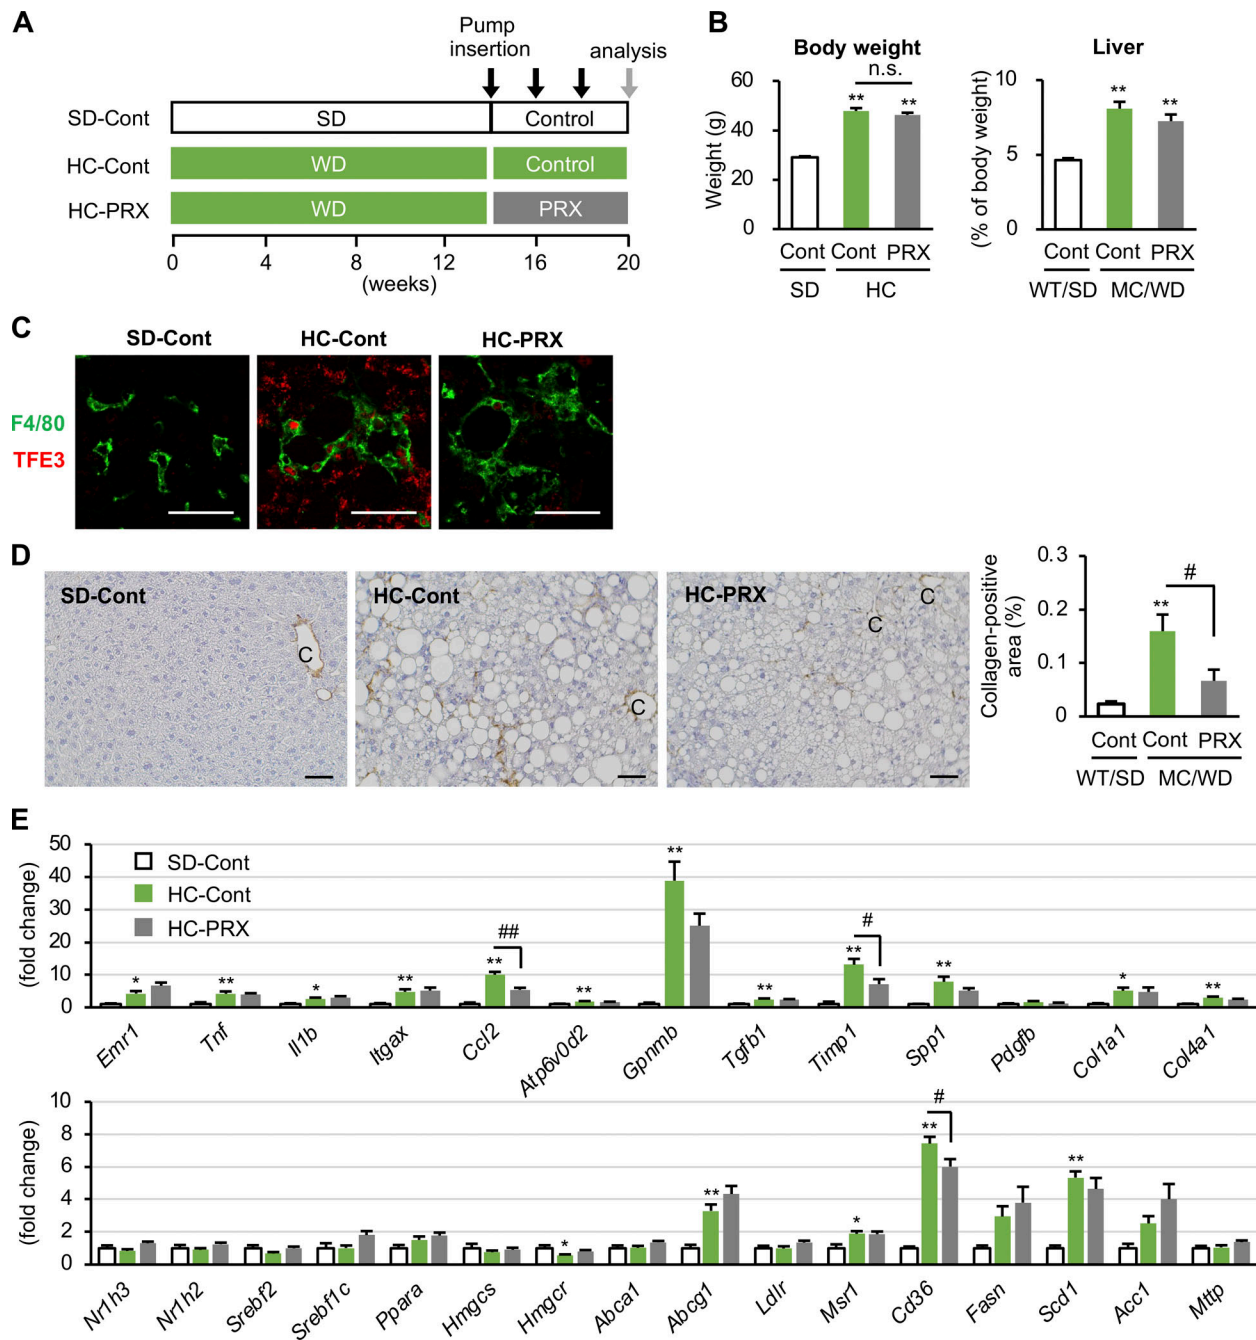 A
Pump
insertion
analysis
SD-Cont
SD
Control
HC-Cont
WD
Control
HC-PRX
WD
PRX
0 4 8 12 16 20
(weeks)
B
Body weight
n.s.
** **
Weight (g)
60
40
20
0
Cont Cont PRX
SD HC
Liver
** **
(% of body weight)
10
5
0
Cont Cont PRX
WT/SD MC/WD
C
SD-Cont HC-Cont HC-PRX
F4/80
TFE3
D
SD-Cont
C
HC-Cont
C
HC-PRX
C
C
Collagen-positive
area (%)
0.3
0.2
0.1
0
**
#
Cont Cont PRX
WT/SD MC/WD
E
(fold change)
50
40
30
20
10
0
SD-Cont
HC-Cont
HC-PRX
* ** * ** ** ## ** ** ** ** # ** * **
Emr1 Tnf Il1b Itgax Ccl2 Atp6v0d2 Gpnmb Tgfb1 Timp1 Spp1 Pdgfb Col1a1 Col4a1
(fold change)
10
8
6
4
2
0
* ** * ** # **
Nr1h3 Nr1h2 Srebf2 Srebf1c Ppara Hmgcs Hmgcr Abca1 Abcg1 Ldlr Msr1 Cd36 Fasn Scd1 Acc1 Mttp